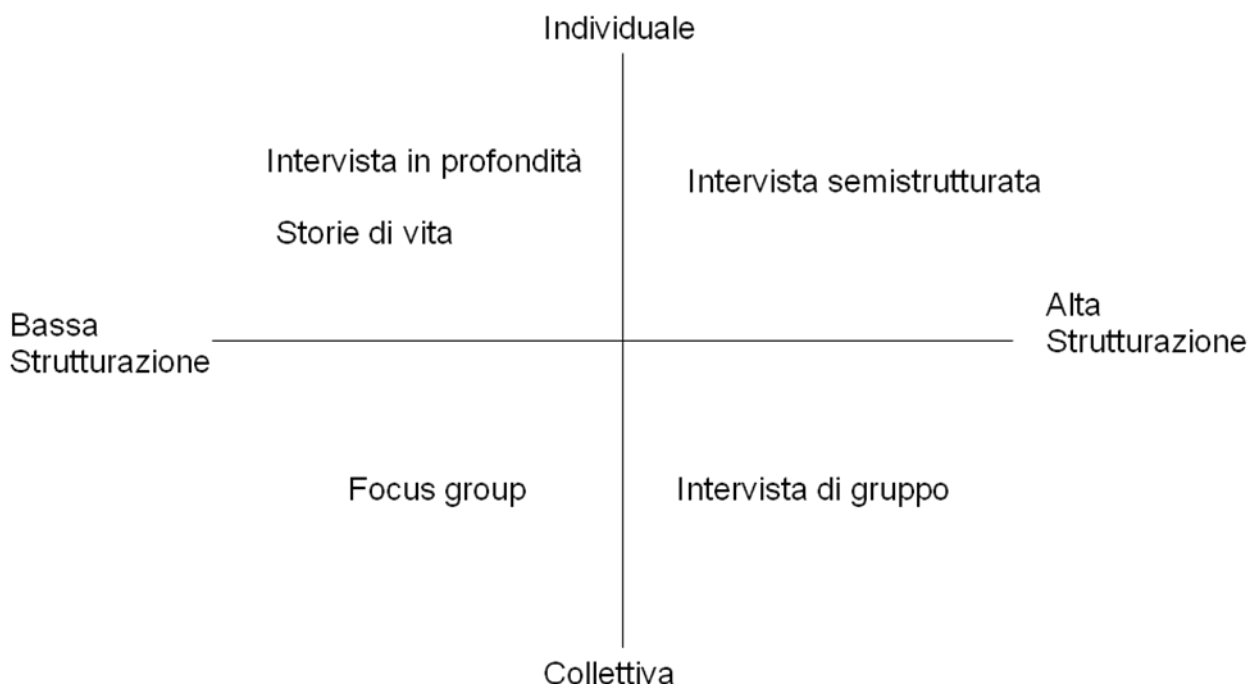 Individuale
Intervista in profondità
Intervista semistrutturata
Storie di vita
Bassa
Strutturazione
Alta
Strutturazione
Focus group
Intervista di gruppo
Collettiva